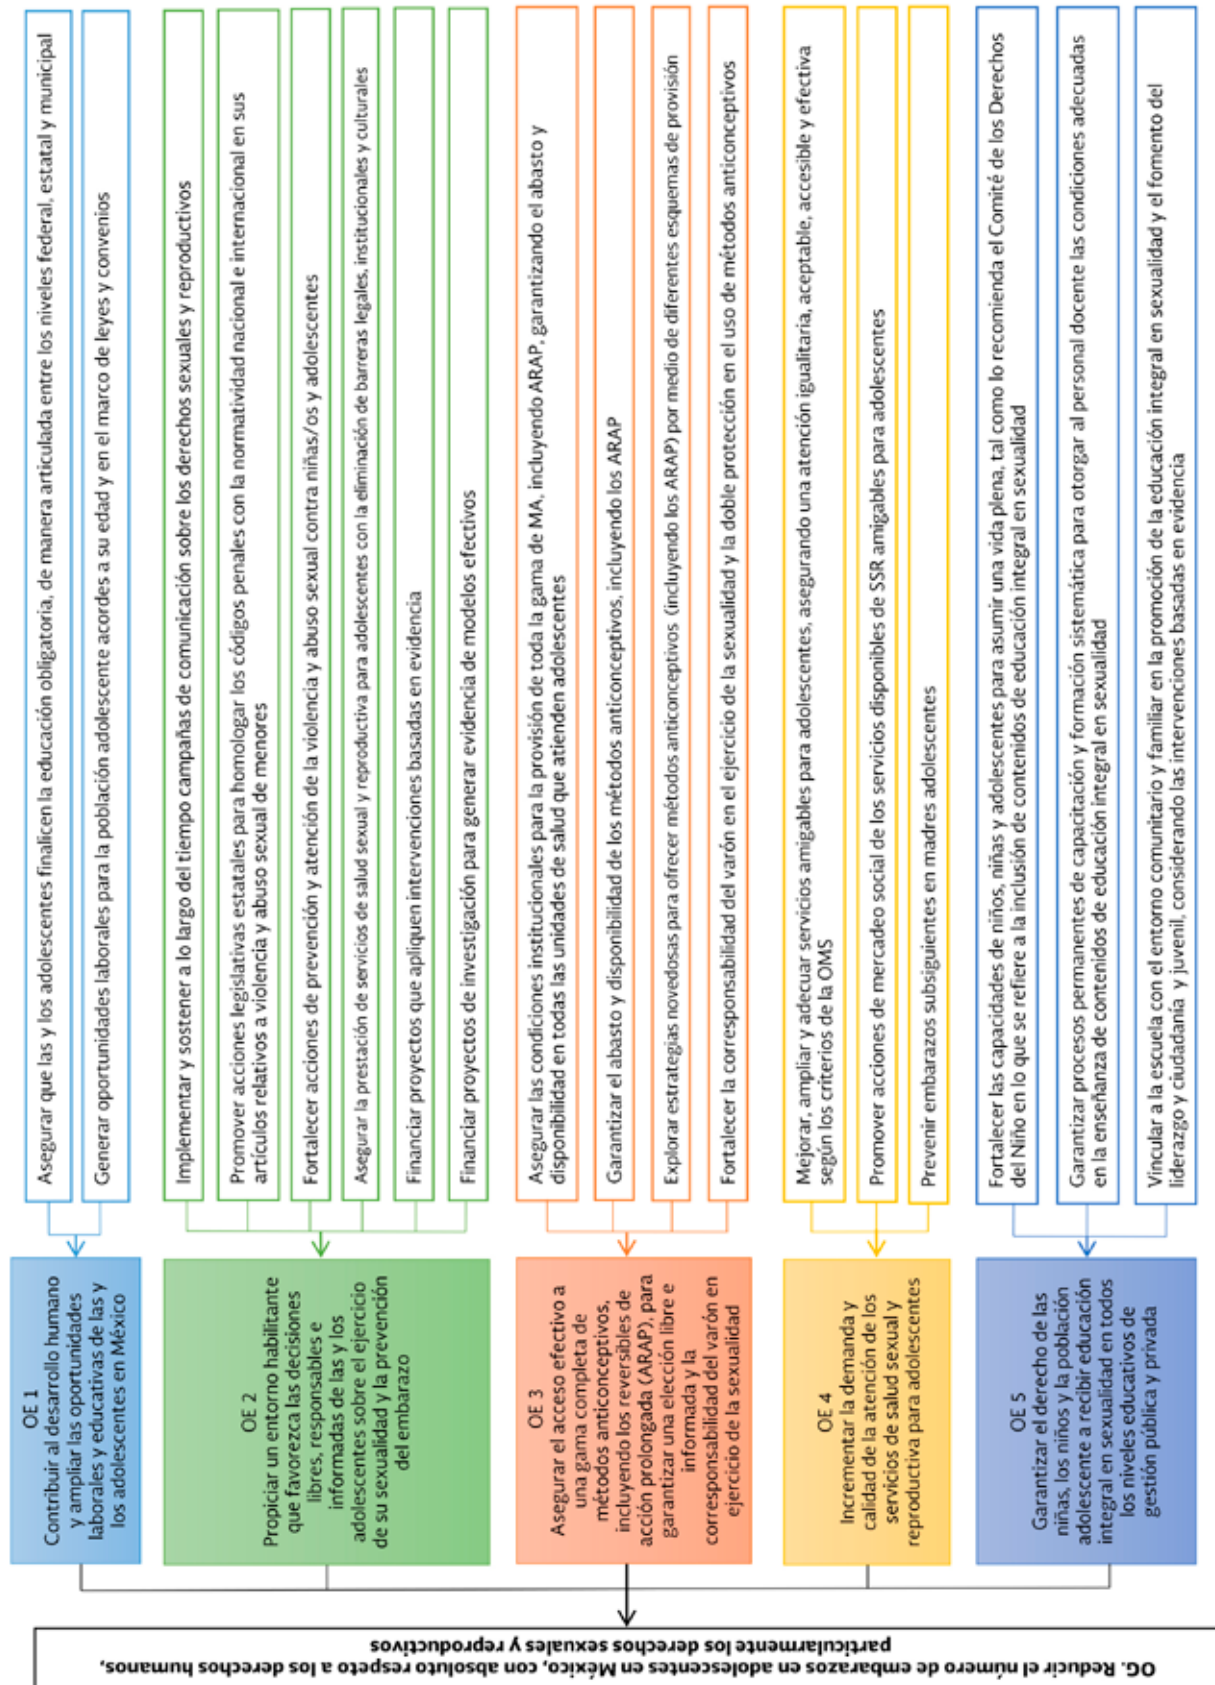 OG. Reducir el número de embarazos en adolescentes en México, con absoluto respeto a los derechos humanos,
particularmente los derechos sexuales y reproductivos
OE 1
Contribuir al desarrollo humano
y ampliar las oportunidades
laborales y educativas de las y
los adolescentes en México
Asegurar que las y los adolescentes finalicen la educación obligatoria, de manera articulada entre los niveles federal, estatal y municipal
Generar oportunidades laborales para la población adolescente acordes a su edad y en el marco de leyes y convenios
OE 2
Propiciar un entorno habilitante
que favorezca las decisiones
libres, responsables e
informadas de las y los
adolescentes sobre el ejercicio
de su sexualidad y la prevención
del embarazo
Implementar y sostener a lo largo del tiempo campañas de comunicación sobre los derechos sexuales y reproductivos
Promover acciones legislativas estatales para homologar los códigos penales con la normatividad nacional e internacional en sus
artículos relativos a violencia y abuso sexual de menores
Fortalecer acciones de prevención y atención de la violencia y abuso sexual contra niñas/os y adolescentes
Asegurar la prestación de servicios de salud sexual y reproductiva para adolescentes con la eliminación de barreras legales, institucionales y culturales
Financiar proyectos que apliquen intervenciones basadas en evidencia
Financiar proyectos de investigación para generar evidencia de modelos efectivos
OE 3
Asegurar el acceso efectivo a
una gama completa de
métodos anticonceptivos,
incluyendo los reversibles de
acción prolongada (ARAP), para
garantizar una elección libre e
informada y la
corresponsabilidad del varón en
ejercicio de la sexualidad
Asegurar las condiciones institucionales para la provisión de toda la gama de MA, incluyendo ARAP, garantizando el abasto y
disponibilidad en todas las unidades de salud que atienden adolescentes
Garantizar el abasto y disponibilidad de los métodos anticonceptivos, incluyendo los ARAP
Explorar estrategias novedosas para ofrecer métodos anticonceptivos (incluyendo los ARAP) por medio de diferentes esquemas de provisión
Fortalecer la corresponsabilidad del varón en el ejercicio de la sexualidad y la doble protección en el uso de métodos anticonceptivos
OE 4
Incrementar la demanda y
calidad de la atención de los
servicios de salud sexual y
reproductiva para adolescentes
Mejorar, ampliar y adecuar servicios amigables para adolescentes, asegurando una atención igualitaria, aceptable, accesible y efectiva
según los criterios de la OMS
Promover acciones de mercadeo social de los servicios disponibles de SSR amigables para adolescentes
Prevenir embarazos subsiguientes en madres adolescentes
OE 5
Garantizar el derecho de las
niñas, los niños y la población
adolescente a recibir educación
integral en sexualidad en todos
los niveles educativos de
gestión pública y privada
Fortalecer las capacidades de niños, niñas y adolescentes para asumir una vida plena, tal como lo recomienda el Comité de los Derechos
del Niño en lo que se refiere a la inclusión de contenidos de educación integral en sexualidad
Garantizar procesos permanentes de capacitación y formación sistemática para otorgar al personal docente las condiciones adecuadas
en la enseñanza de contenidos de educación integral en sexualidad
Vincular a la escuela con el entorno comunitario y familiar en la promoción de la educación integral en sexualidad y el fomento del
liderazgo y ciudadanía y juvenil, considerando las intervenciones basadas en evidencia